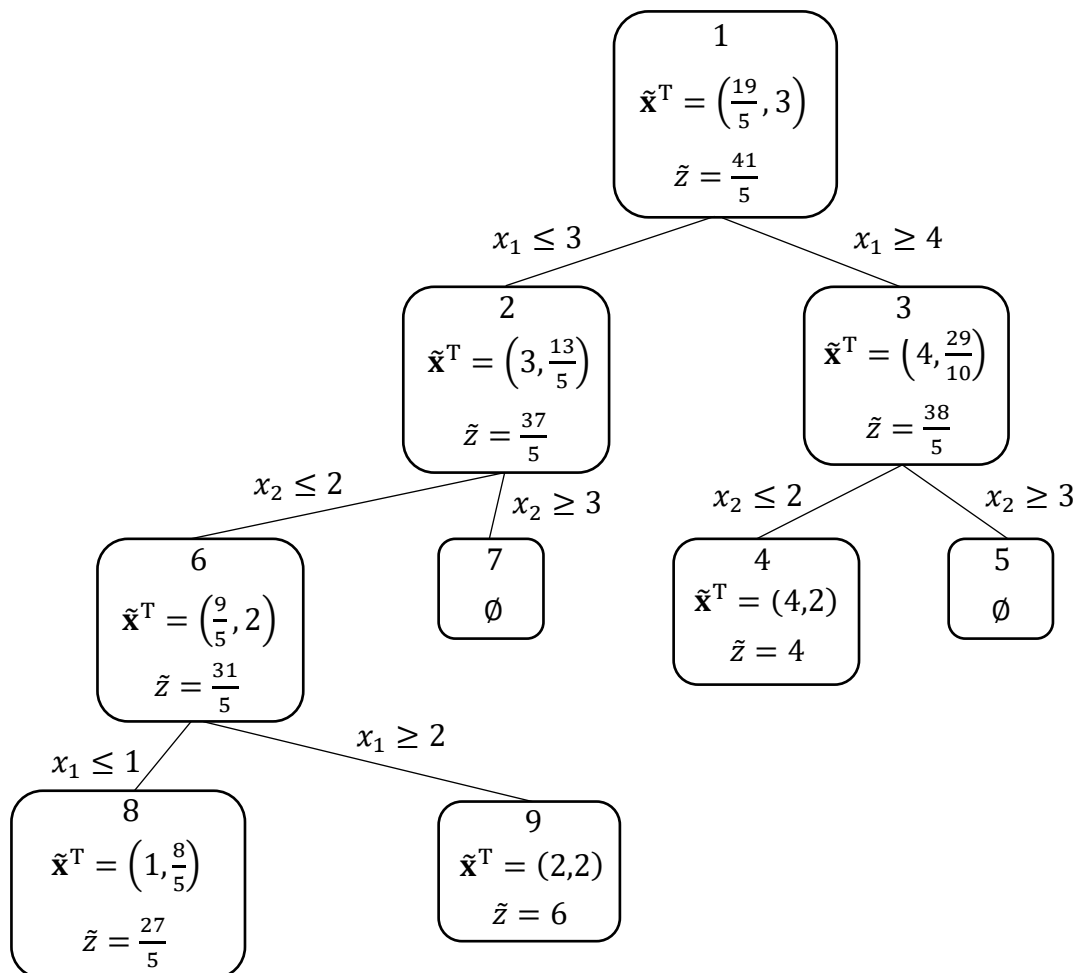 1
x̃ᵀ = (19/5, 3)
z̃ = 41/5
x₁ ≤ 3
x₁ ≥ 4
2
x̃ᵀ = (3, 13/5)
z̃ = 37/5
3
x̃ᵀ = (4, 29/10)
z̃ = 38/5
x₂ ≤ 2
x₂ ≥ 3
x₂ ≤ 2
x₂ ≥ 3
6
x̃ᵀ = (9/5, 2)
z̃ = 31/5
7
∅
4
x̃ᵀ = (4,2)
z̃ = 4
5
∅
x₁ ≤ 1
x₁ ≥ 2
8
x̃ᵀ = (1, 8/5)
z̃ = 27/5
9
x̃ᵀ = (2,2)
z̃ = 6